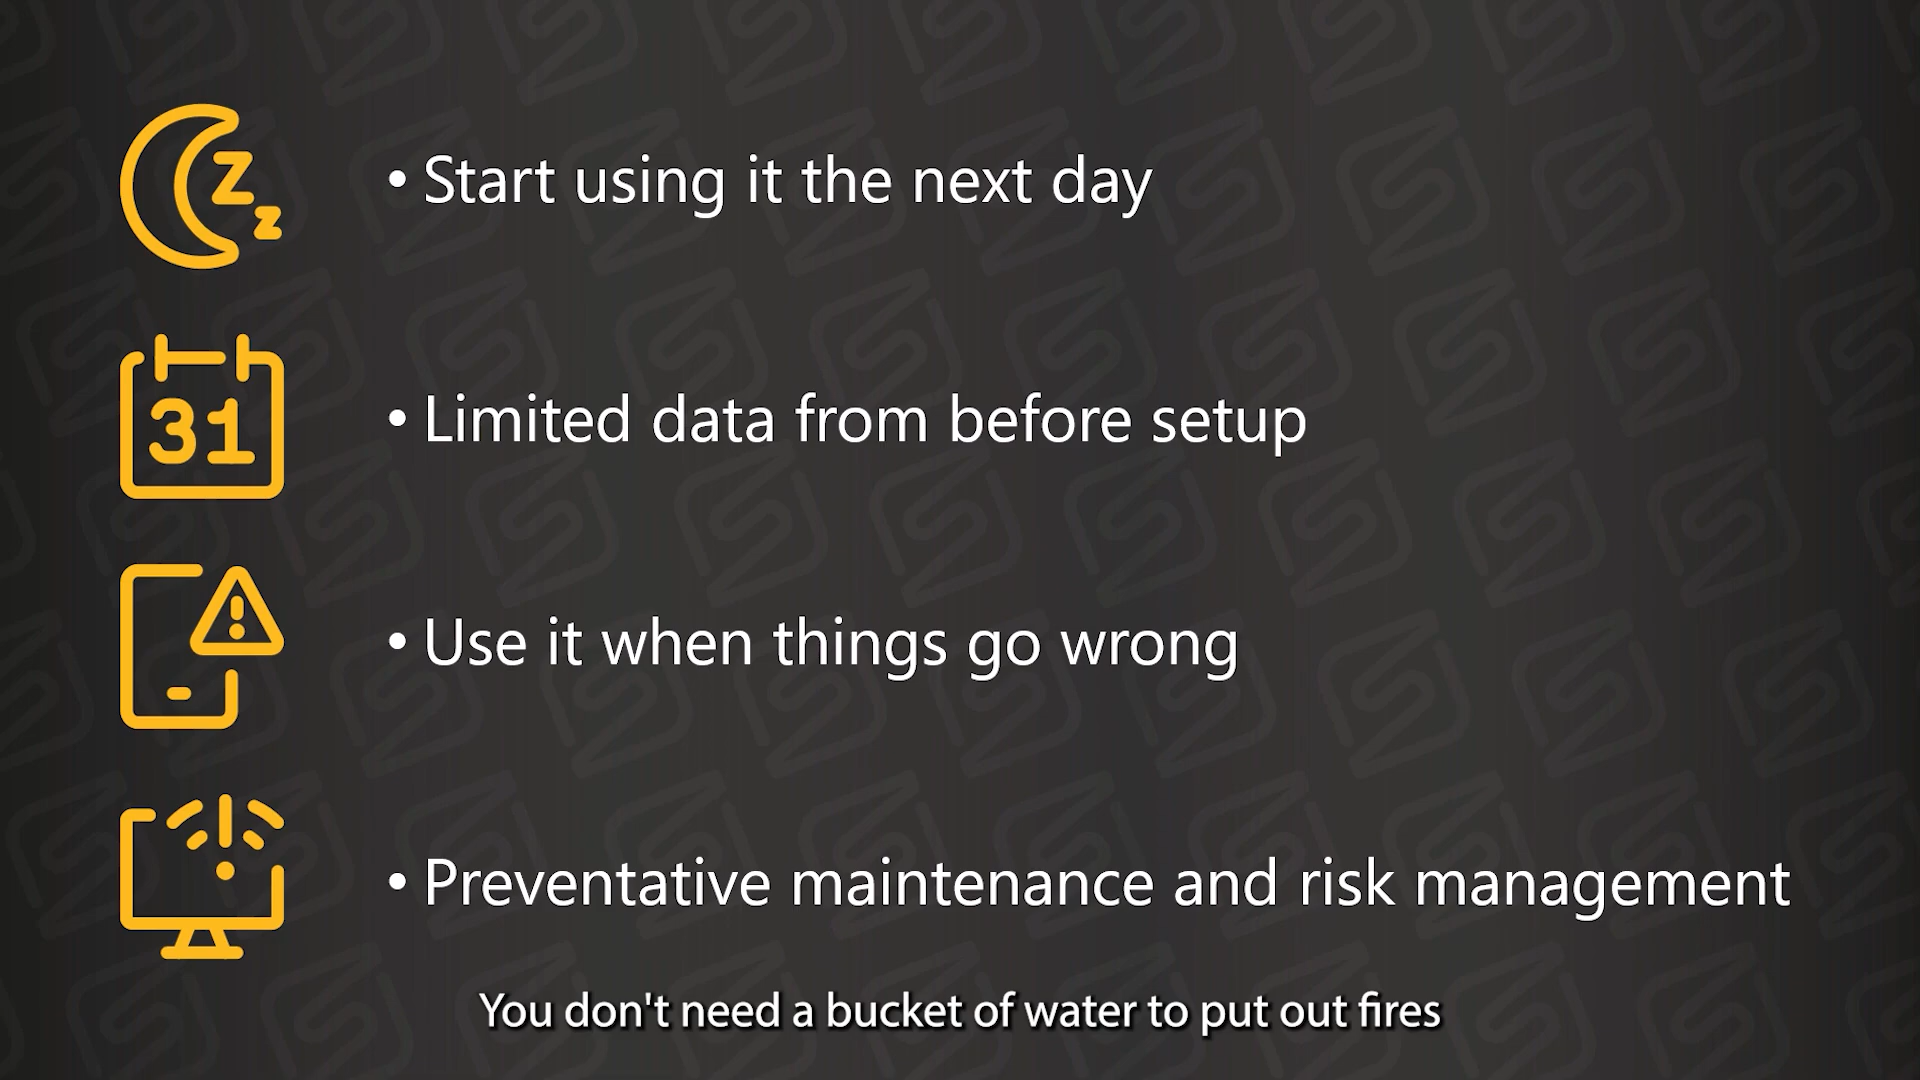 z
z
• Start using it the next day
31
• Limited data from before setup
• Use it when things go wrong
• Preventative maintenance and risk management
You don't need a bucket of water to put out fires